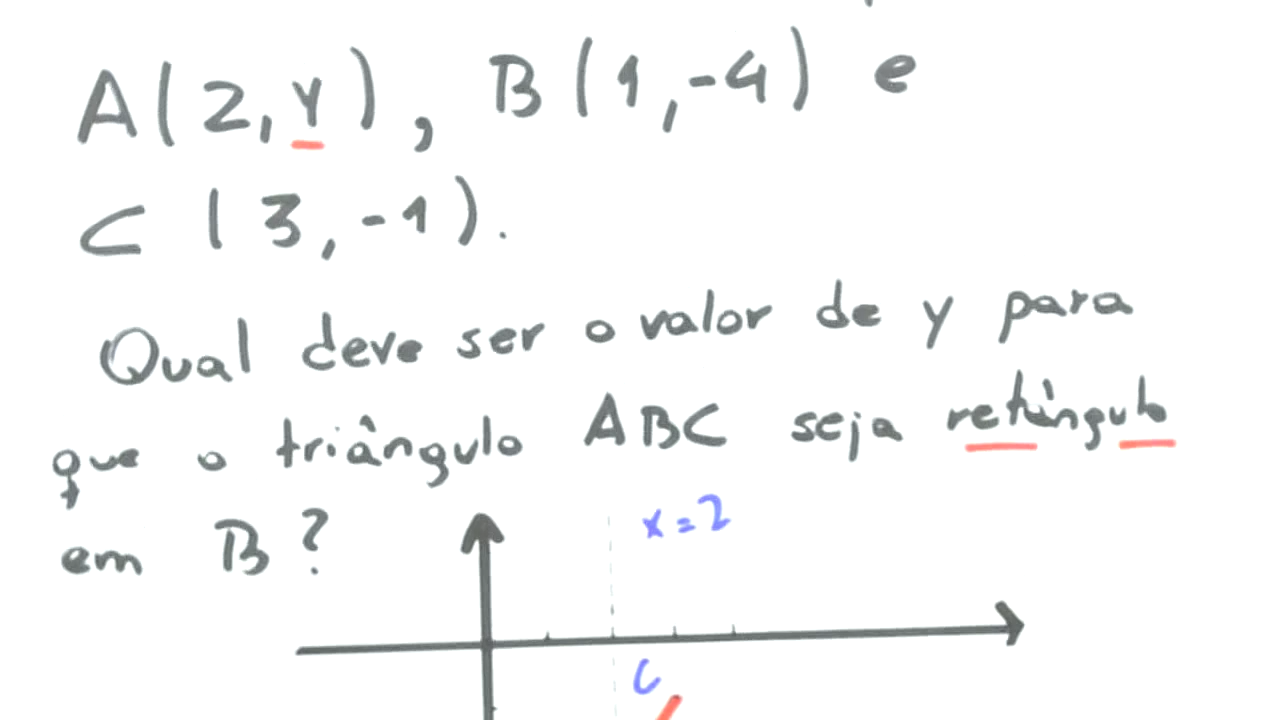 A(2,y), B(1,-4) e
C(3,-1).
Qual deve ser o valor de y para
que o triângulo ABC seja retângulo
em B?
x=2
C